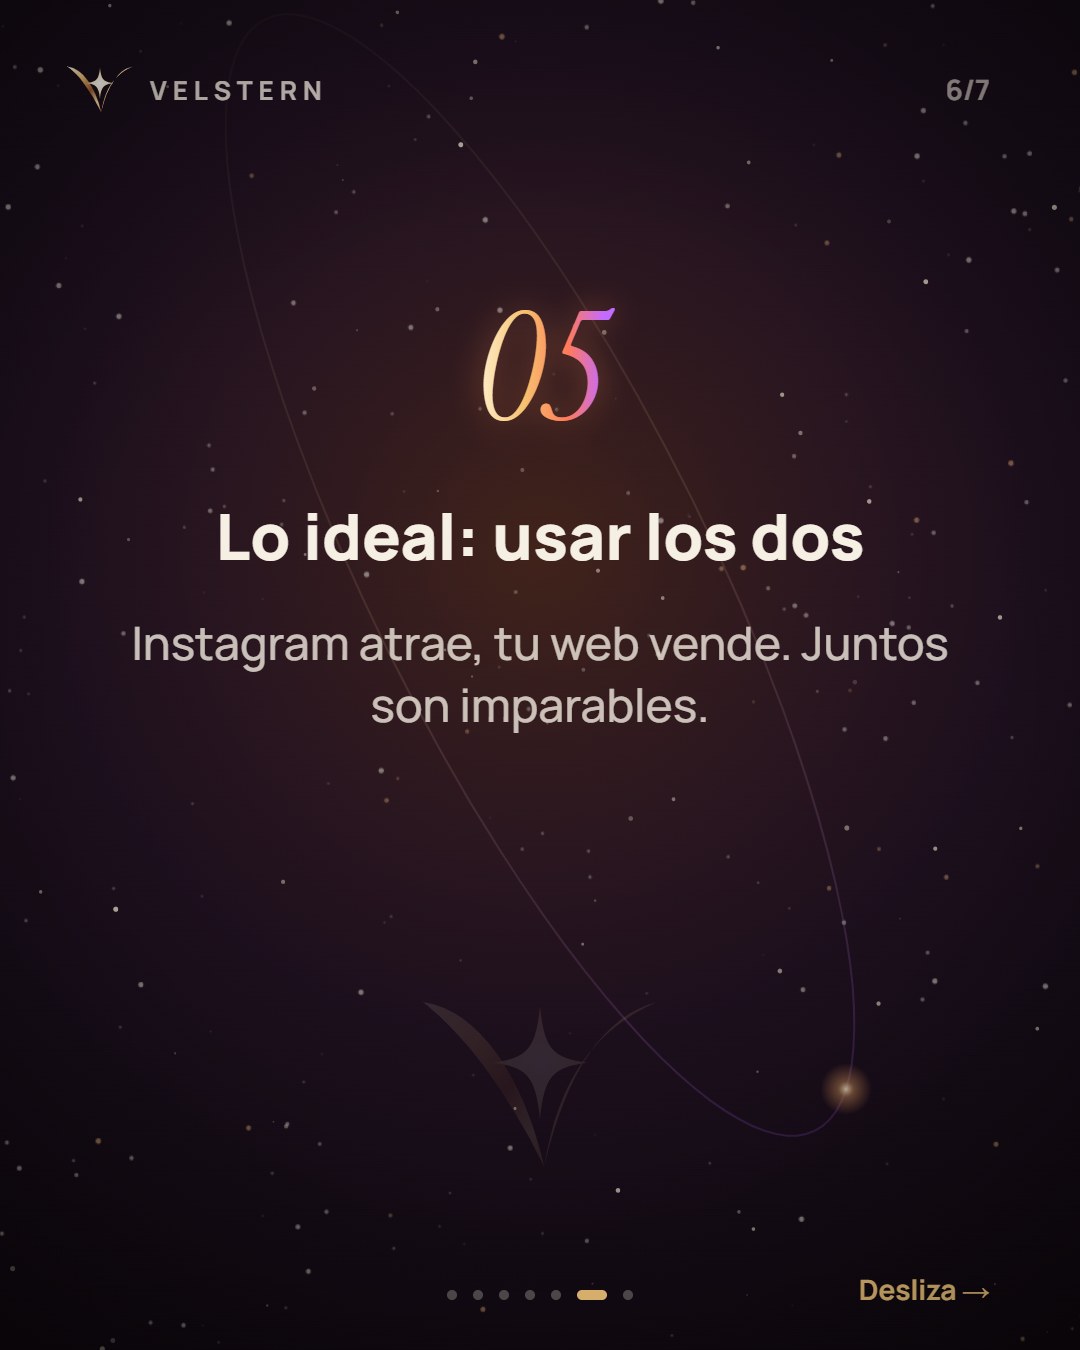 VELSTERN
6/7
05
Lo ideal: usar los dos
Instagram atrae, tu web vende. Juntos
son imparables.
Desliza →